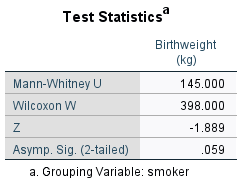 Test Statisticsa
Birthweight
(kg)
Mann-Whitney U 145.000
Wilcoxon W 398.000
Z -1.889
Asymp. Sig. (2-tailed) .059
a. Grouping Variable: smoker